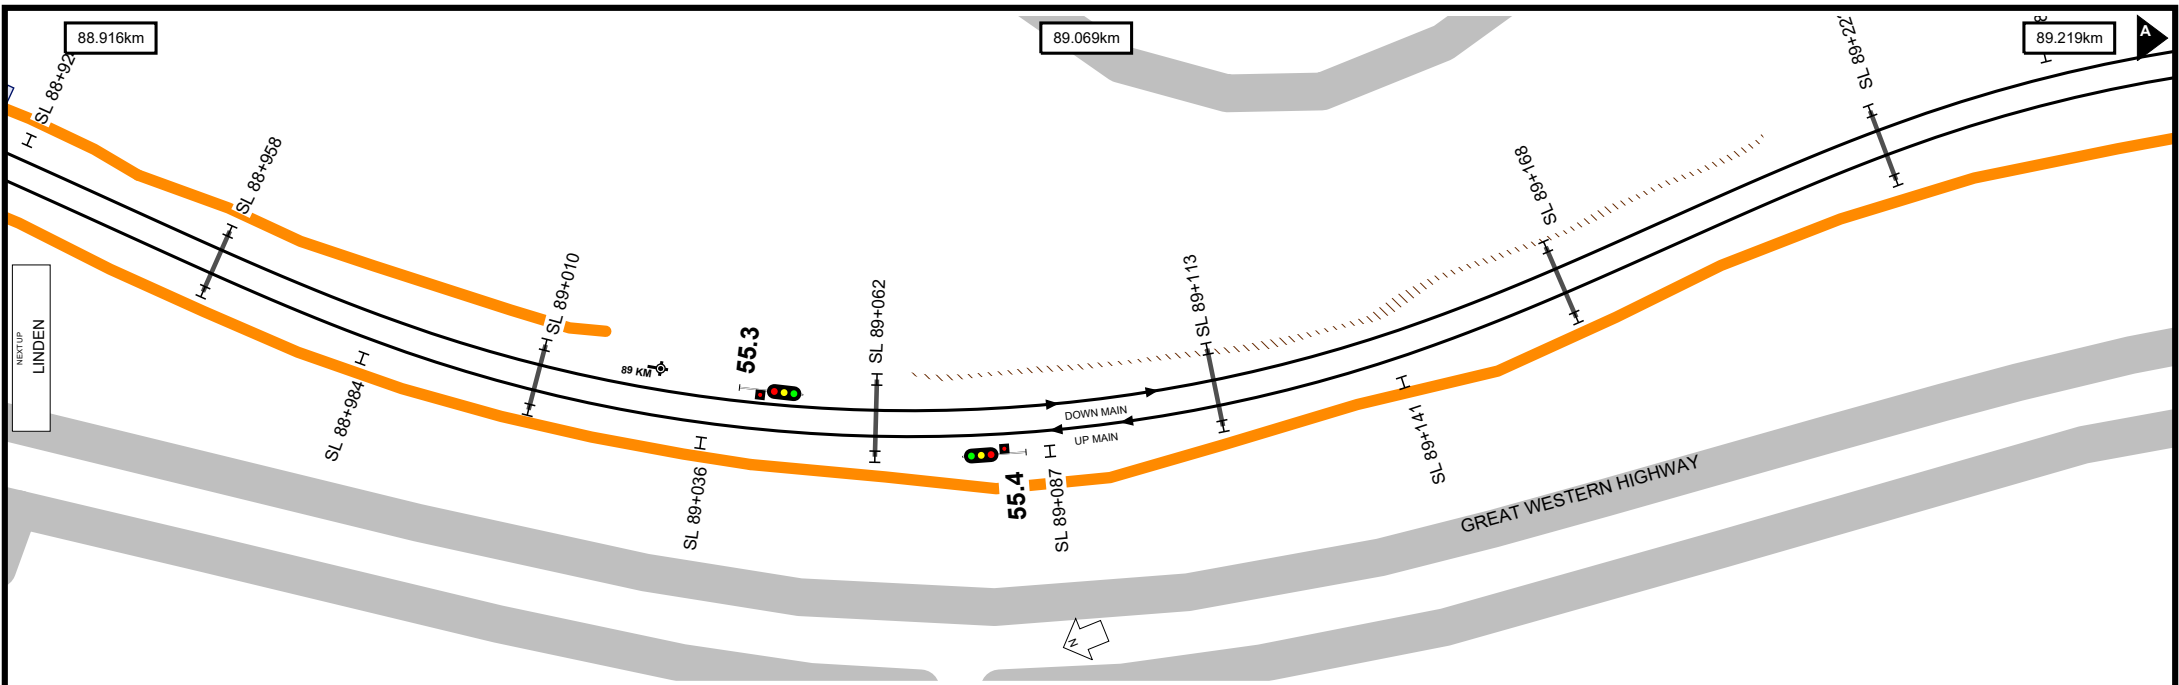 88.916km
89.069km
89.219km
A
SL 88+958
SL 89+010
SL 89+062
SL 89+113
SL 89+168
NEXT UP
LINDEN
89 KM
55.3
DOWN MAIN
UP MAIN
55.4
SL 88+984
SL 89+036
SL 89+087
SL 89+141
GREAT WESTERN HIGHWAY
N